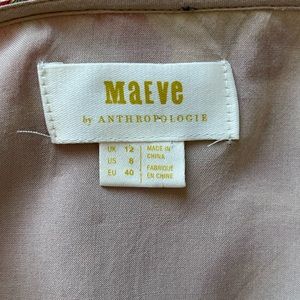 MaEVe
by ANTHROPOLOGIE
UK 12
US 8
EU 40
MADE IN
CHINA
FABRIQUÉ
EN CHINE